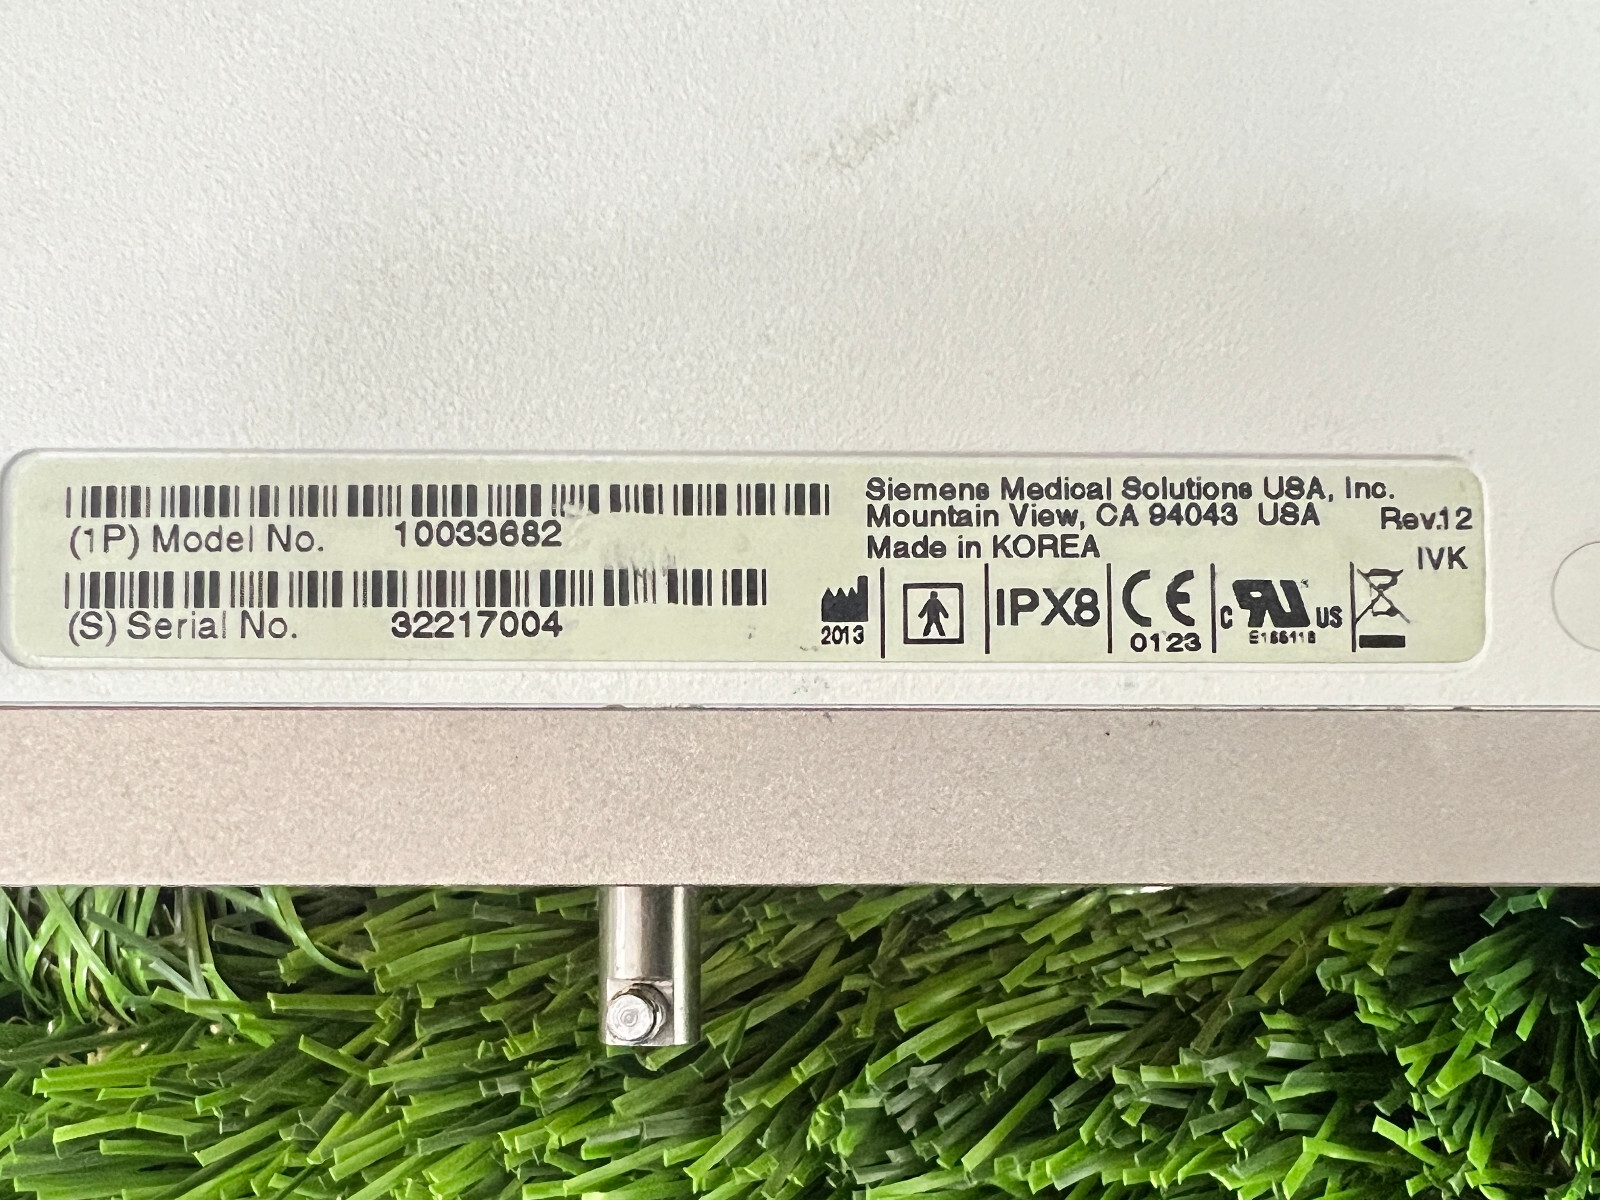 (1P) Model No. 10033682
(S) Serial No. 32217004
Siemens Medical Solutions USA, Inc.
Mountain View, CA 94043 USA Rev.12
Made in KOREA
IVK
2013
IPX8
CE
0123
c RU US